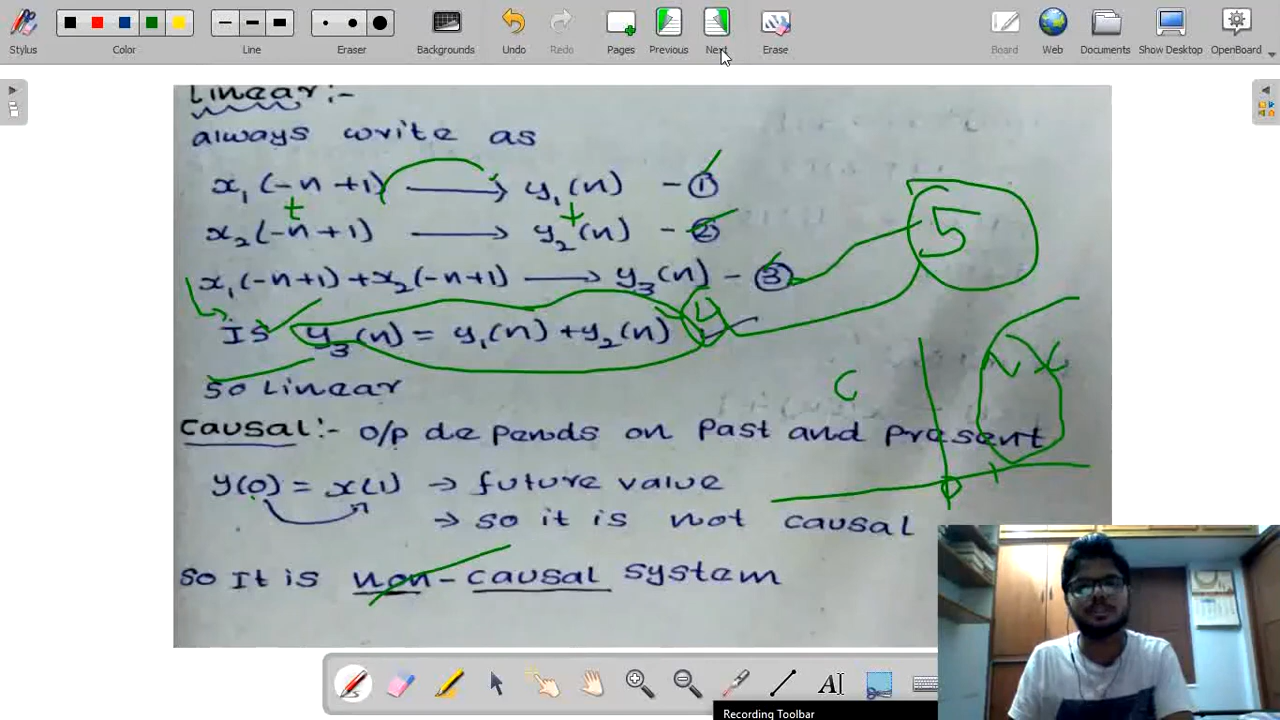 Stylus Color Line Eraser Backgrounds Undo Redo Pages Previous Next Erase Board Web Documents Show Desktop OpenBoard
Linear:-
always write as
x₁(-n+1) ⟶ y₁(n) - ①
+ +
x₂(-n+1) ⟶ y₂(n) - ②
x₁(-n+1) + x₂(-n+1) ⟶ y₃(n) - ③
5
Is y₃(n) = y₁(n) + y₂(n) 4
so Linear
C
Causal:- o/p depends on Past and present
y(0) = x(1) → future value
→ so it is not causal
so It is non-causal system
Recording Toolbar